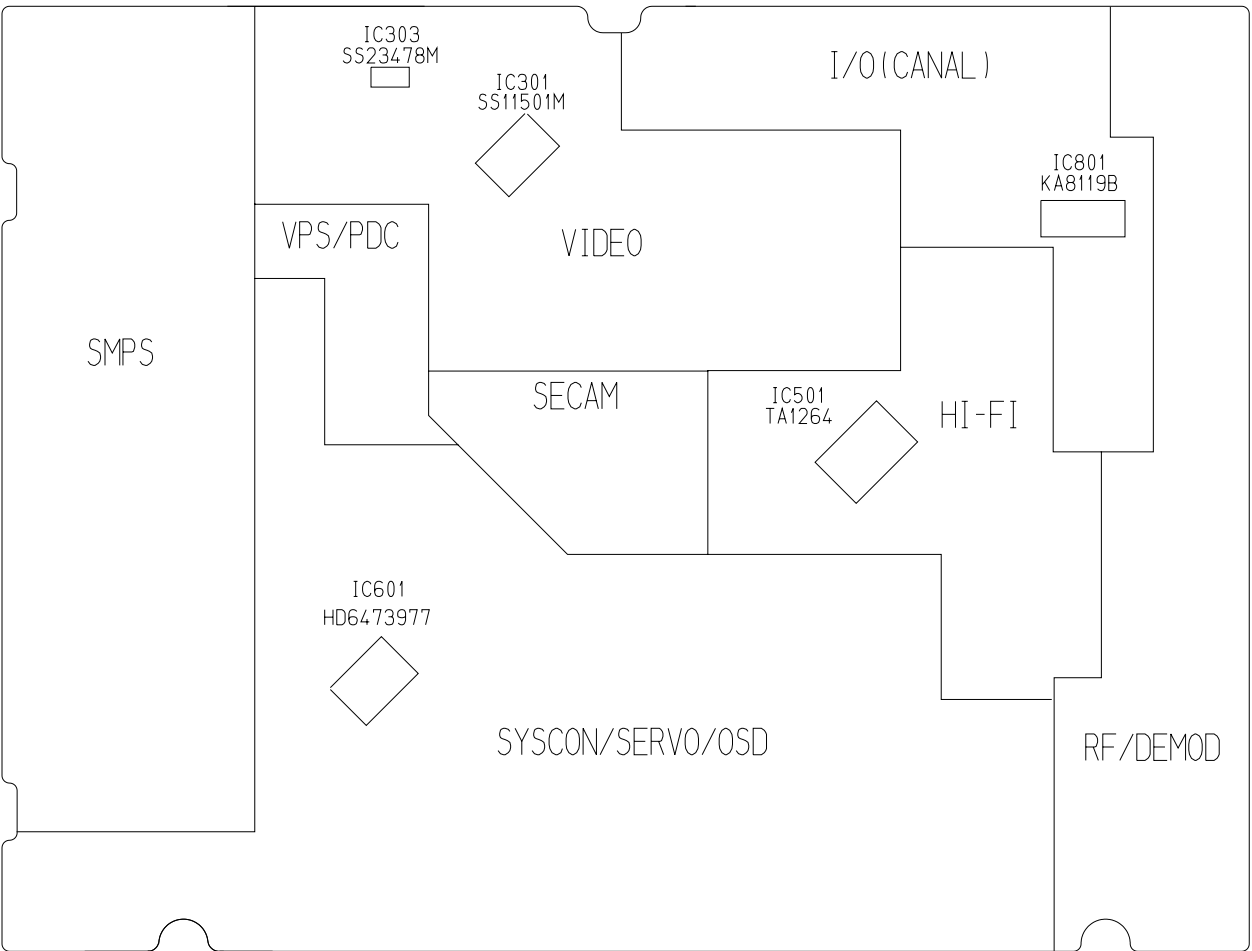 IC303
SS23478M
IC301
SS11501M
I/O(CANAL)
IC801
KA8119B
VPS/PDC
VIDEO
SMPS
SECAM
IC501
TA1264
HI-FI
IC601
HD6473977
SYSCON/SERVO/OSD
RF/DEMOD